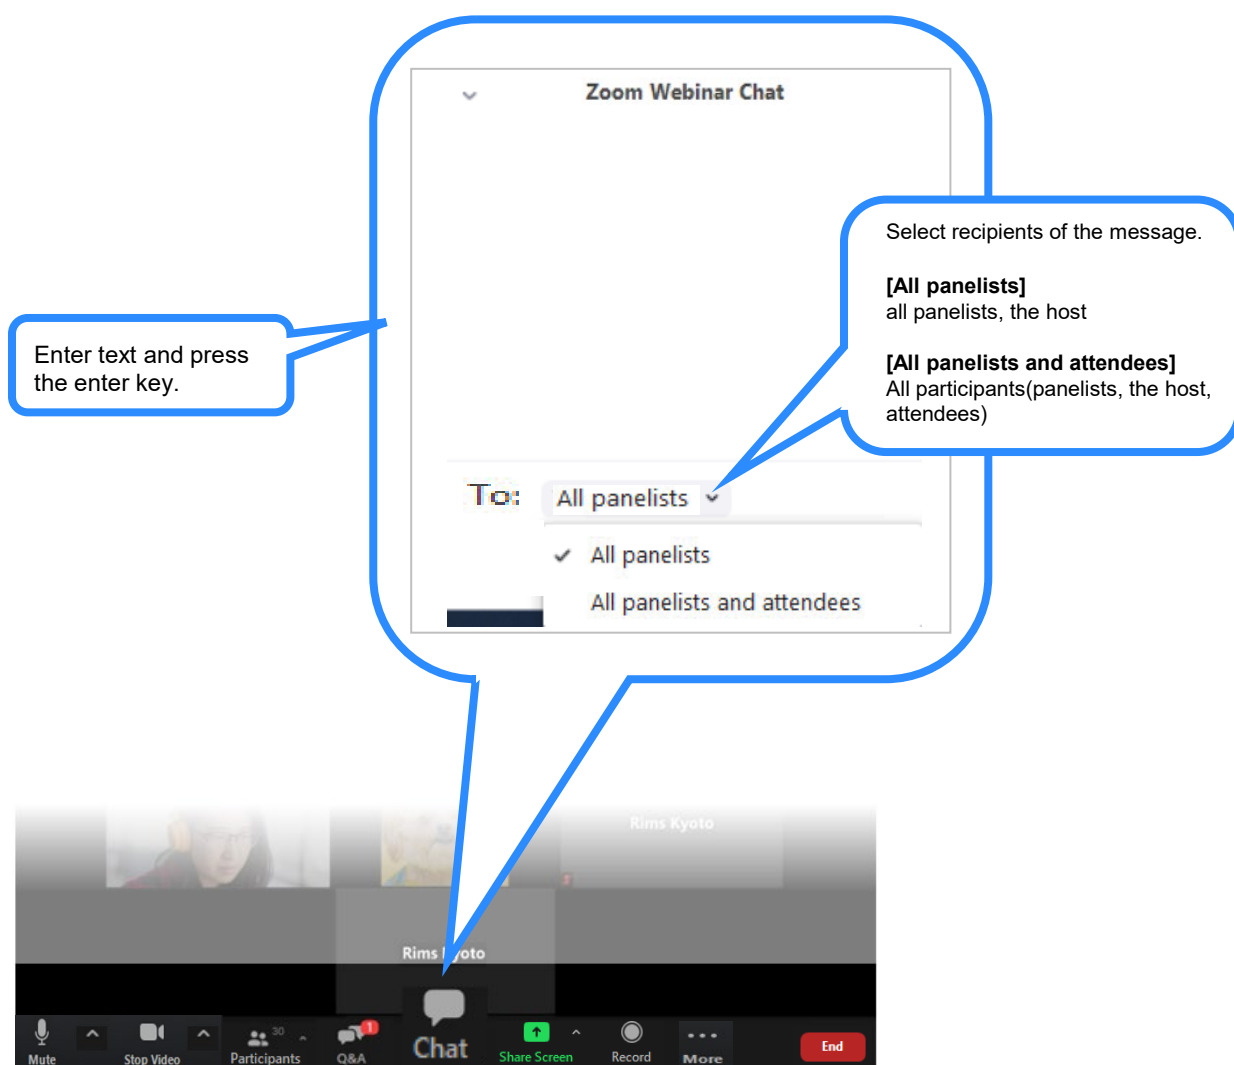 Zoom Webinar Chat
Select recipients of the message.
[All panelists]
all panelists, the host
[All panelists and attendees]
All participants(panelists, the host,
attendees)
Enter text and press
the enter key.
To: All panelists
All panelists
All panelists and attendees
Rims Kyoto
Rims Kyoto
30
1
Mute
Stop Video
Participants
Q&A
Chat
Share Screen
Record
More
End